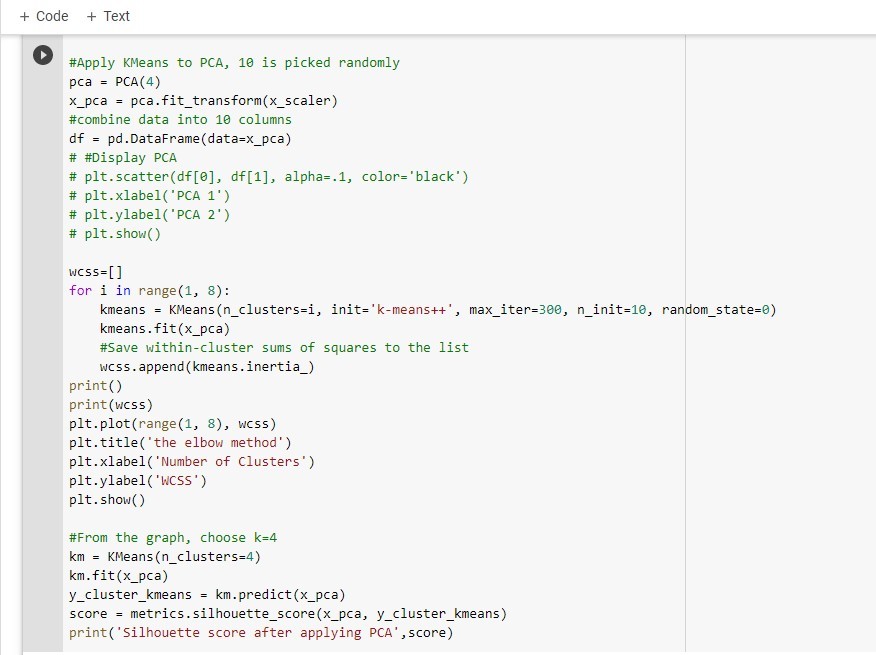 + Code + Text
#Apply KMeans to PCA, 10 is picked randomly
pca = PCA(4)
x_pca = pca.fit_transform(x_scaler)
#combine data into 10 columns
df = pd.DataFrame(data=x_pca)
# #Display PCA
# plt.scatter(df[0], df[1], alpha=.1, color='black')
# plt.xlabel('PCA 1')
# plt.ylabel('PCA 2')
# plt.show()

wcss=[]
for i in range(1, 8):
    kmeans = KMeans(n_clusters=i, init='k-means++', max_iter=300, n_init=10, random_state=0)
    kmeans.fit(x_pca)
    #Save within-cluster sums of squares to the list
    wcss.append(kmeans.inertia_)
print()
print(wcss)
plt.plot(range(1, 8), wcss)
plt.title('the elbow method')
plt.xlabel('Number of Clusters')
plt.ylabel('WCSS')
plt.show()

#From the graph, choose k=4
km = KMeans(n_clusters=4)
km.fit(x_pca)
y_cluster_kmeans = km.predict(x_pca)
score = metrics.silhouette_score(x_pca, y_cluster_kmeans)
print('Silhouette score after applying PCA',score)